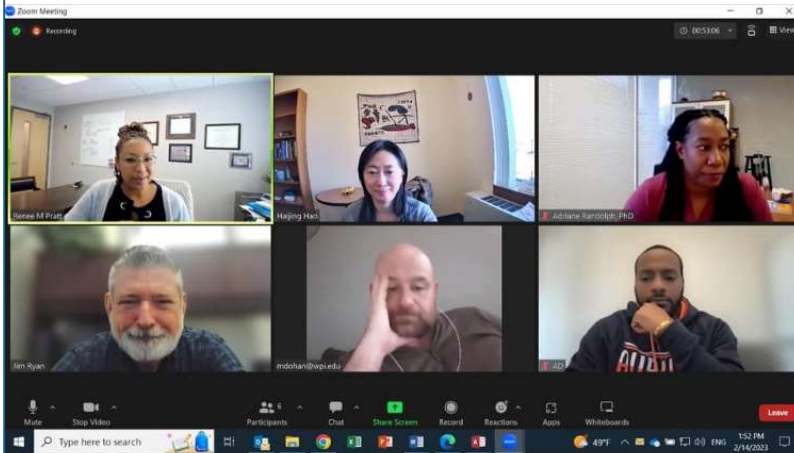 Zoom Meeting
Recording
00:53:06
View
Renee M Pratt
Haijing Hao
Adriane Randolph, PhD
Jim Ryan
mdohan@wpi.edu
AD
Mute
Stop Video
Participants
6
Chat
Share Screen
Record
Reactions
Apps
Whiteboards
Leave
Type here to search
49°F
ENG
1:52 PM
2/14/2023